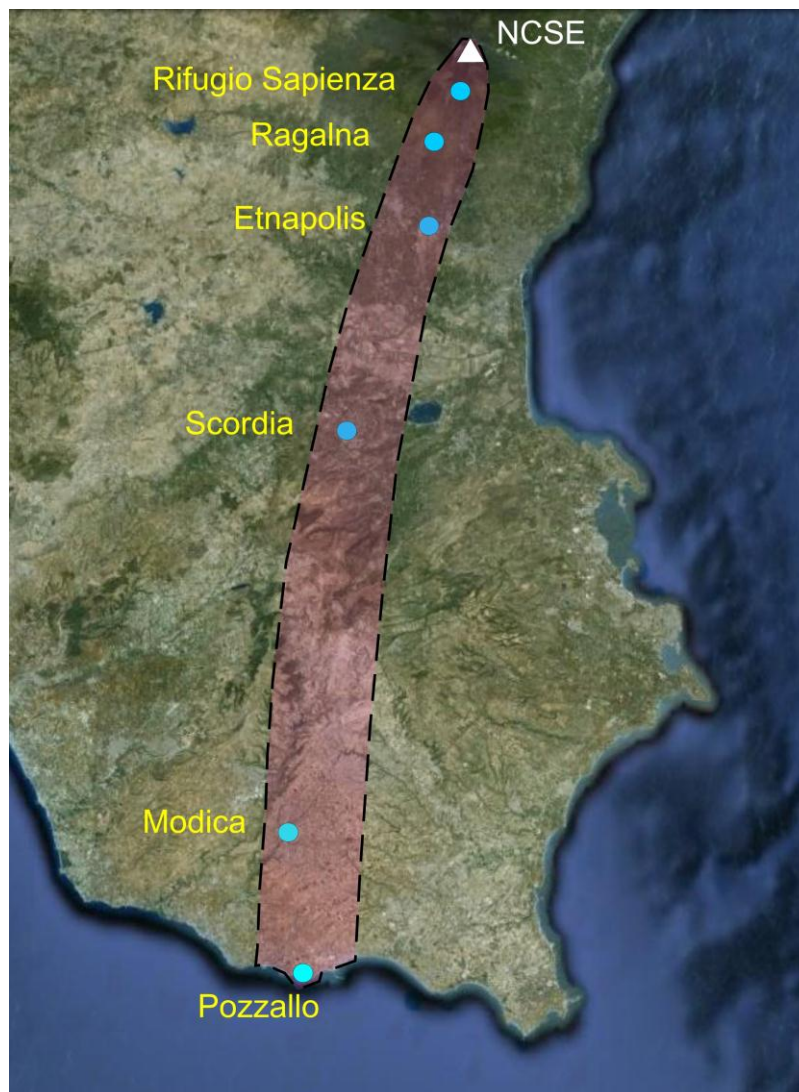 NCSE
Rifugio Sapienza
Ragalna
Etnapolis
Scordia
Modica
Pozzallo